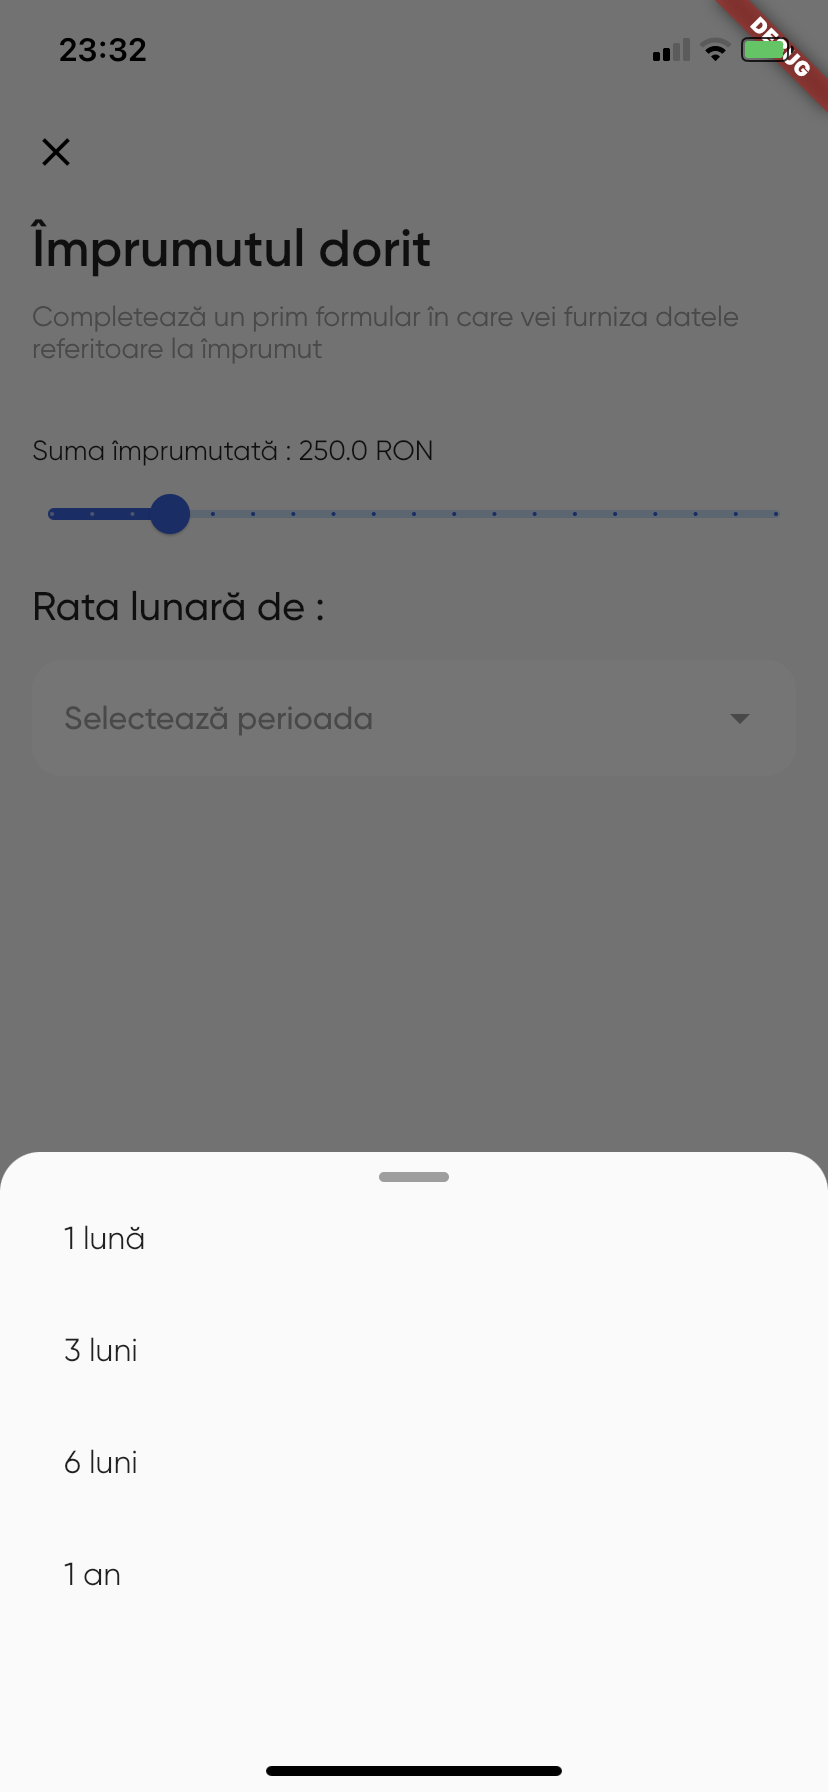 23:32
DEBUG
Împrumutul dorit
Completează un prim formular în care vei furniza datele
referitoare la împrumut
Suma împrumutată : 250.0 RON
Rata lunară de :
Selectează perioada
1 lună
3 luni
6 luni
1 an